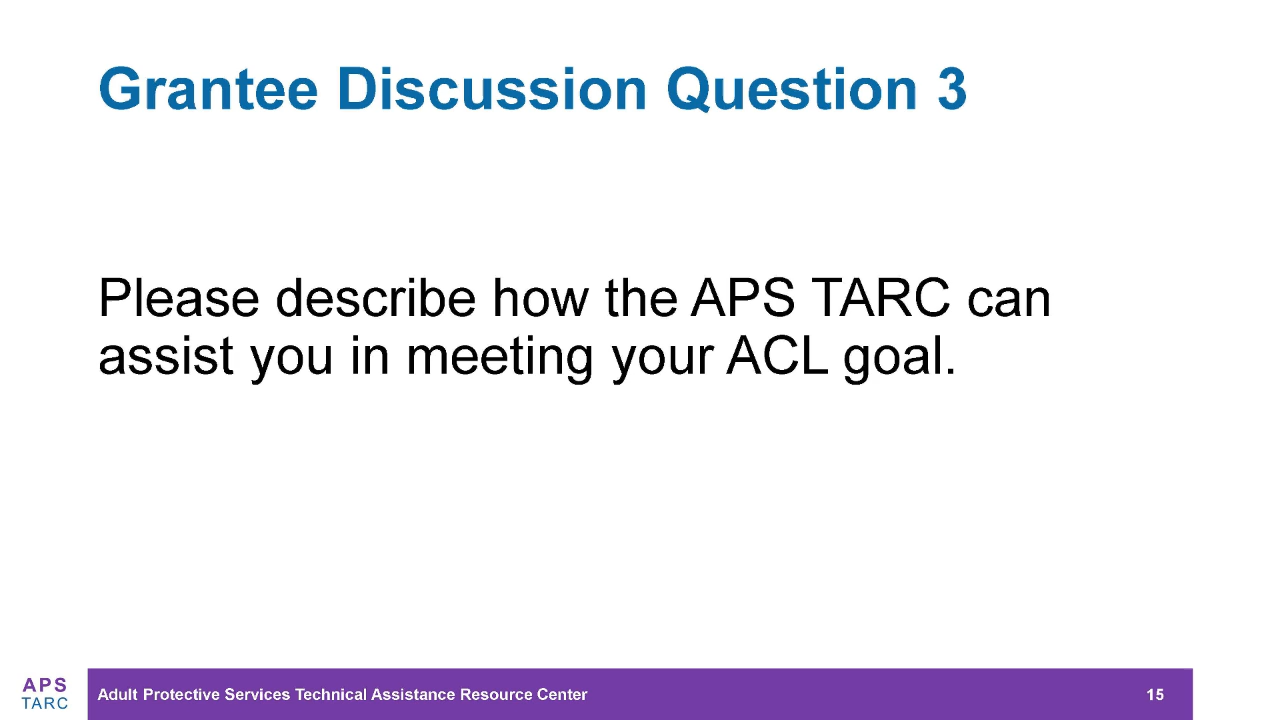 Grantee Discussion Question 3
Please describe how the APS TARC can
assist you in meeting your ACL goal.
APS
TARC
Adult Protective Services Technical Assistance Resource Center
15